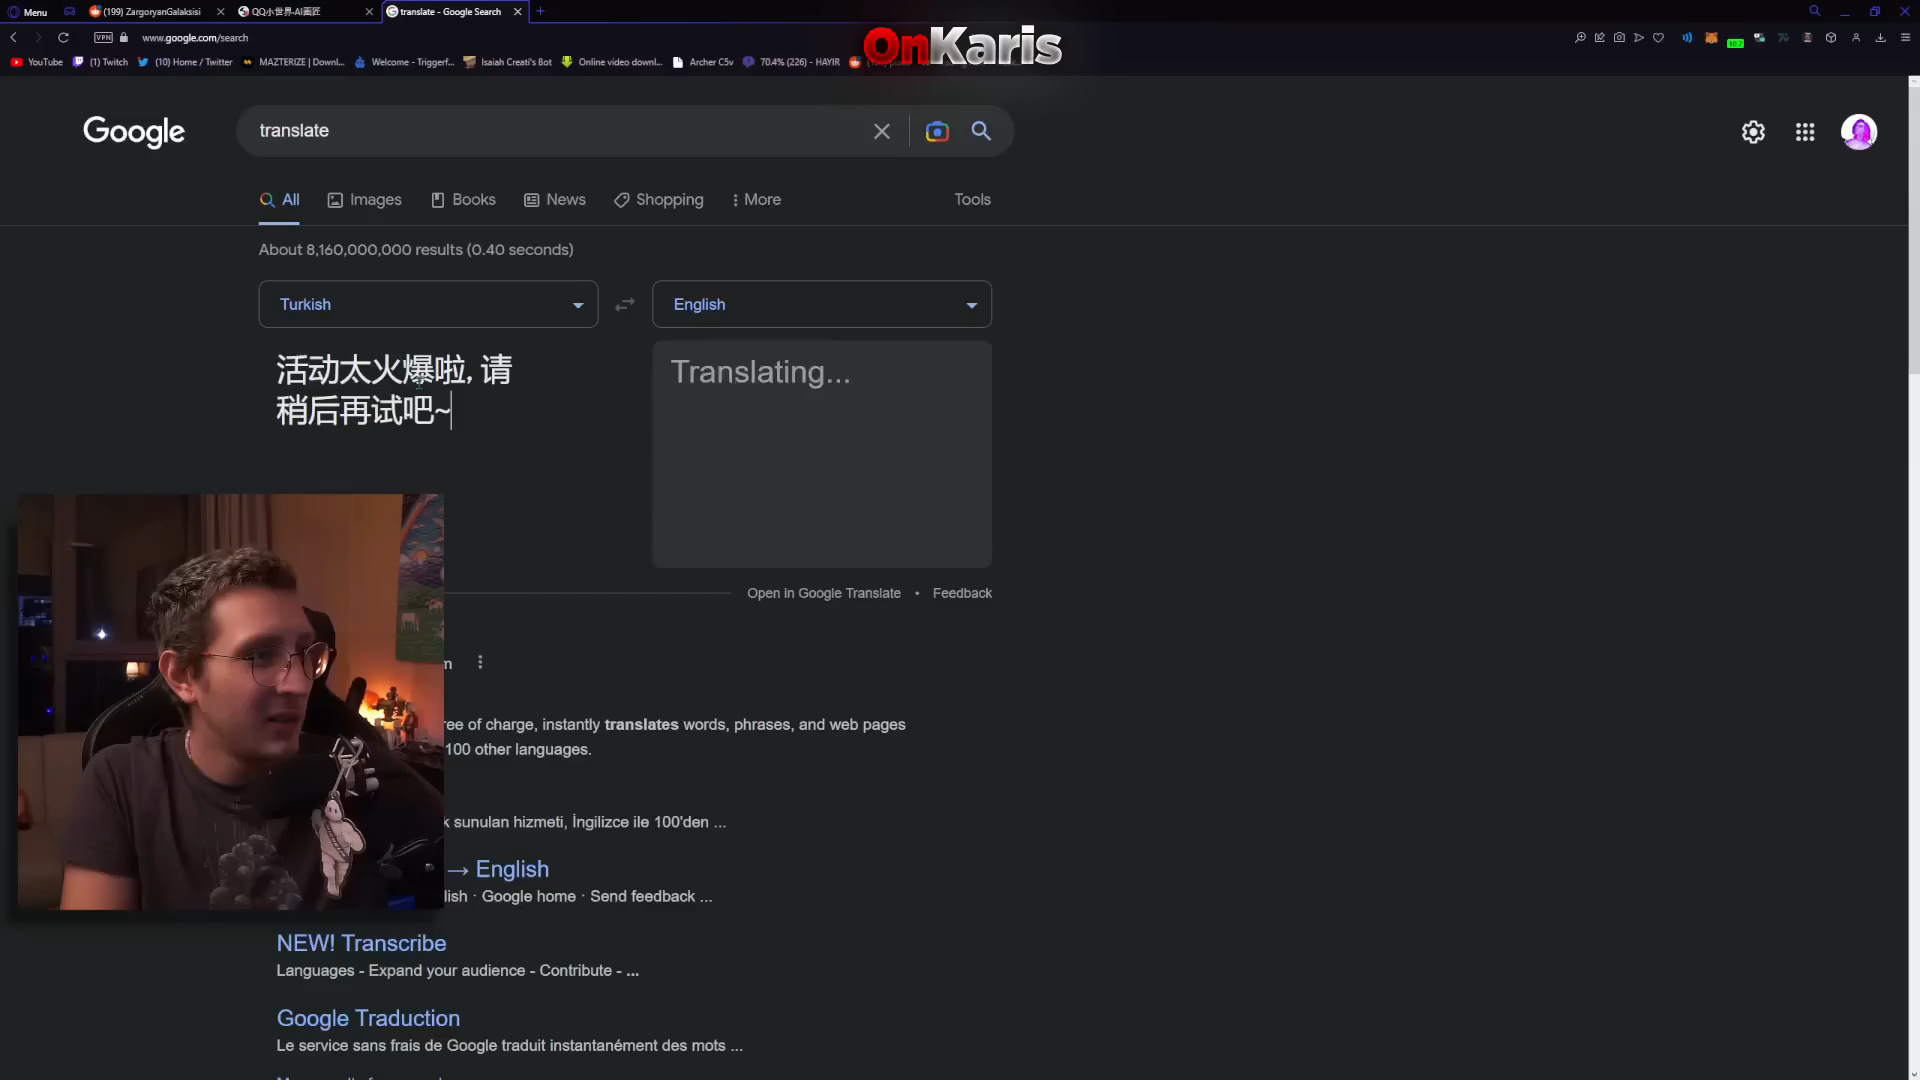 Menu
(199) ZargoryanGalaksisi
QQ小世界-AI画匠
translate - Google Search
VPN
www.google.com/search
YouTube
(1) Twitch
(10) Home / Twitter
MAZTERIZE | Downl...
Welcome - Triggerf...
Isaiah Creati's Bot
Online video downl...
Archer C5v
70.4% (226) - HAYIR
OnKaris
Google
translate
All
Images
Books
News
Shopping
More
Tools
About 8,160,000,000 results (0.40 seconds)
Turkish
English
活动太火爆啦, 请
稍后再试吧~
Translating...
Open in Google Translate • Feedback
ree of charge, instantly translates words, phrases, and web pages
100 other languages.
k sunulan hizmeti, İngilizce ile 100'den ...
→ English
lish · Google home · Send feedback ...
NEW! Transcribe
Languages - Expand your audience - Contribute - ...
Google Traduction
Le service sans frais de Google traduit instantanément des mots ...